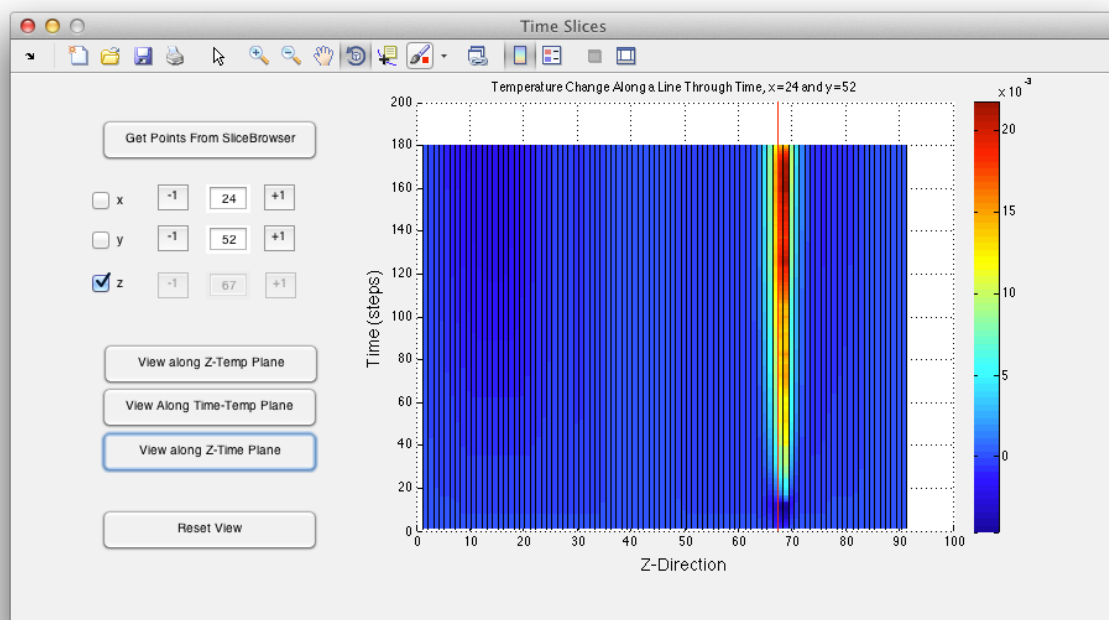 Time Slices
Temperature Change Along a Line Through Time, x=24 and y=52
x 10⁻³
Get Points From SliceBrowser
x -1 24 +1
y -1 52 +1
z -1 67 +1
View along Z-Temp Plane
View Along Time-Temp Plane
View along Z-Time Plane
Reset View
Time (steps)
200
180
160
140
120
100
80
60
40
20
0
0 10 20 30 40 50 60 70 80 90 100
Z-Direction
20
15
10
5
0